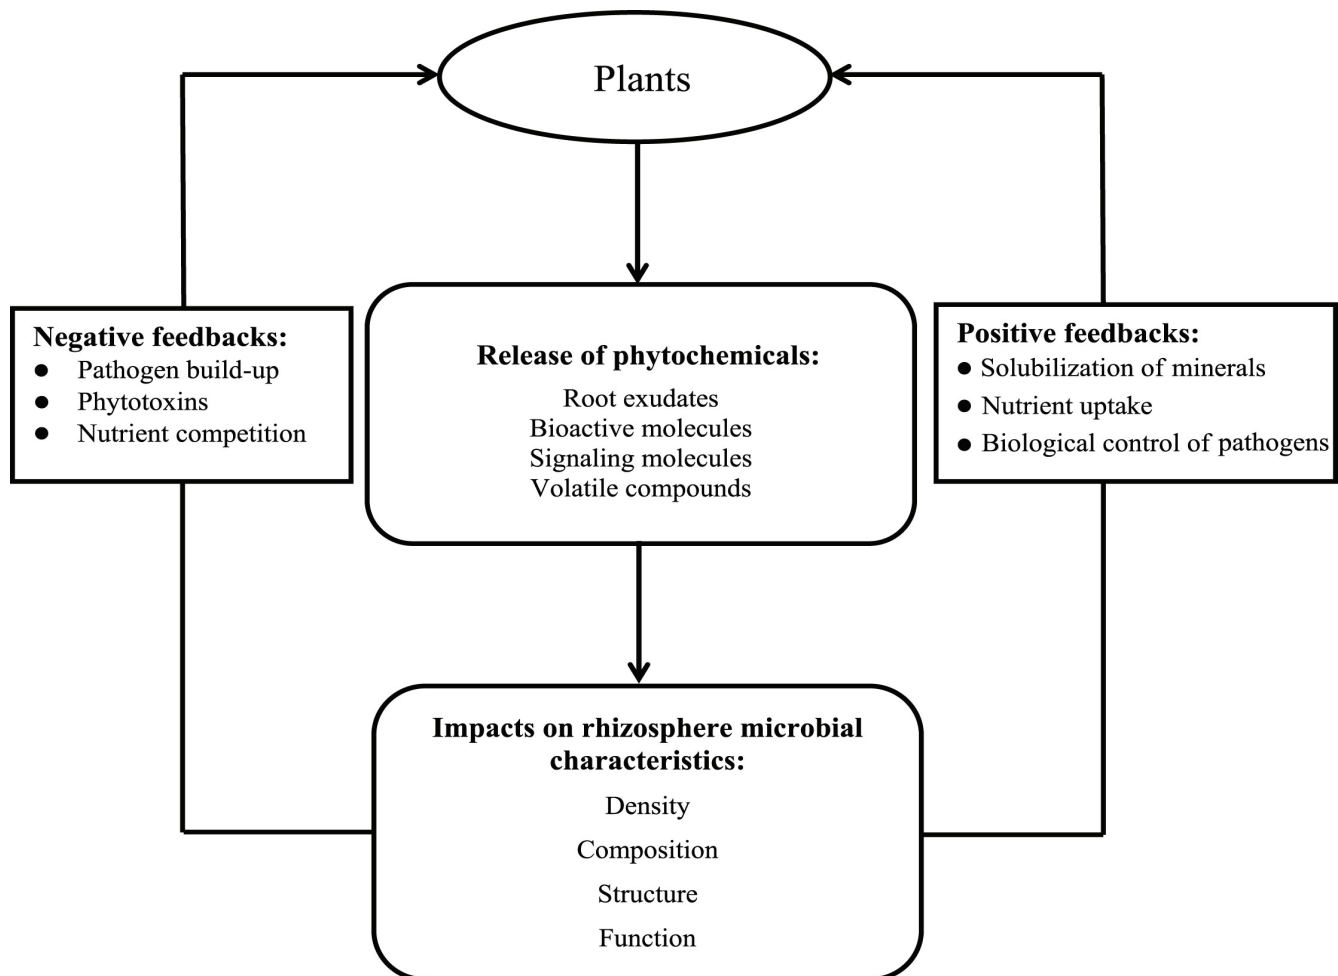 Plants
Negative feedbacks:
● Pathogen build-up
● Phytotoxins
● Nutrient competition
Release of phytochemicals:
Root exudates
Bioactive molecules
Signaling molecules
Volatile compounds
Positive feedbacks:
● Solubilization of minerals
● Nutrient uptake
● Biological control of pathogens
Impacts on rhizosphere microbial
characteristics:
Density
Composition
Structure
Function